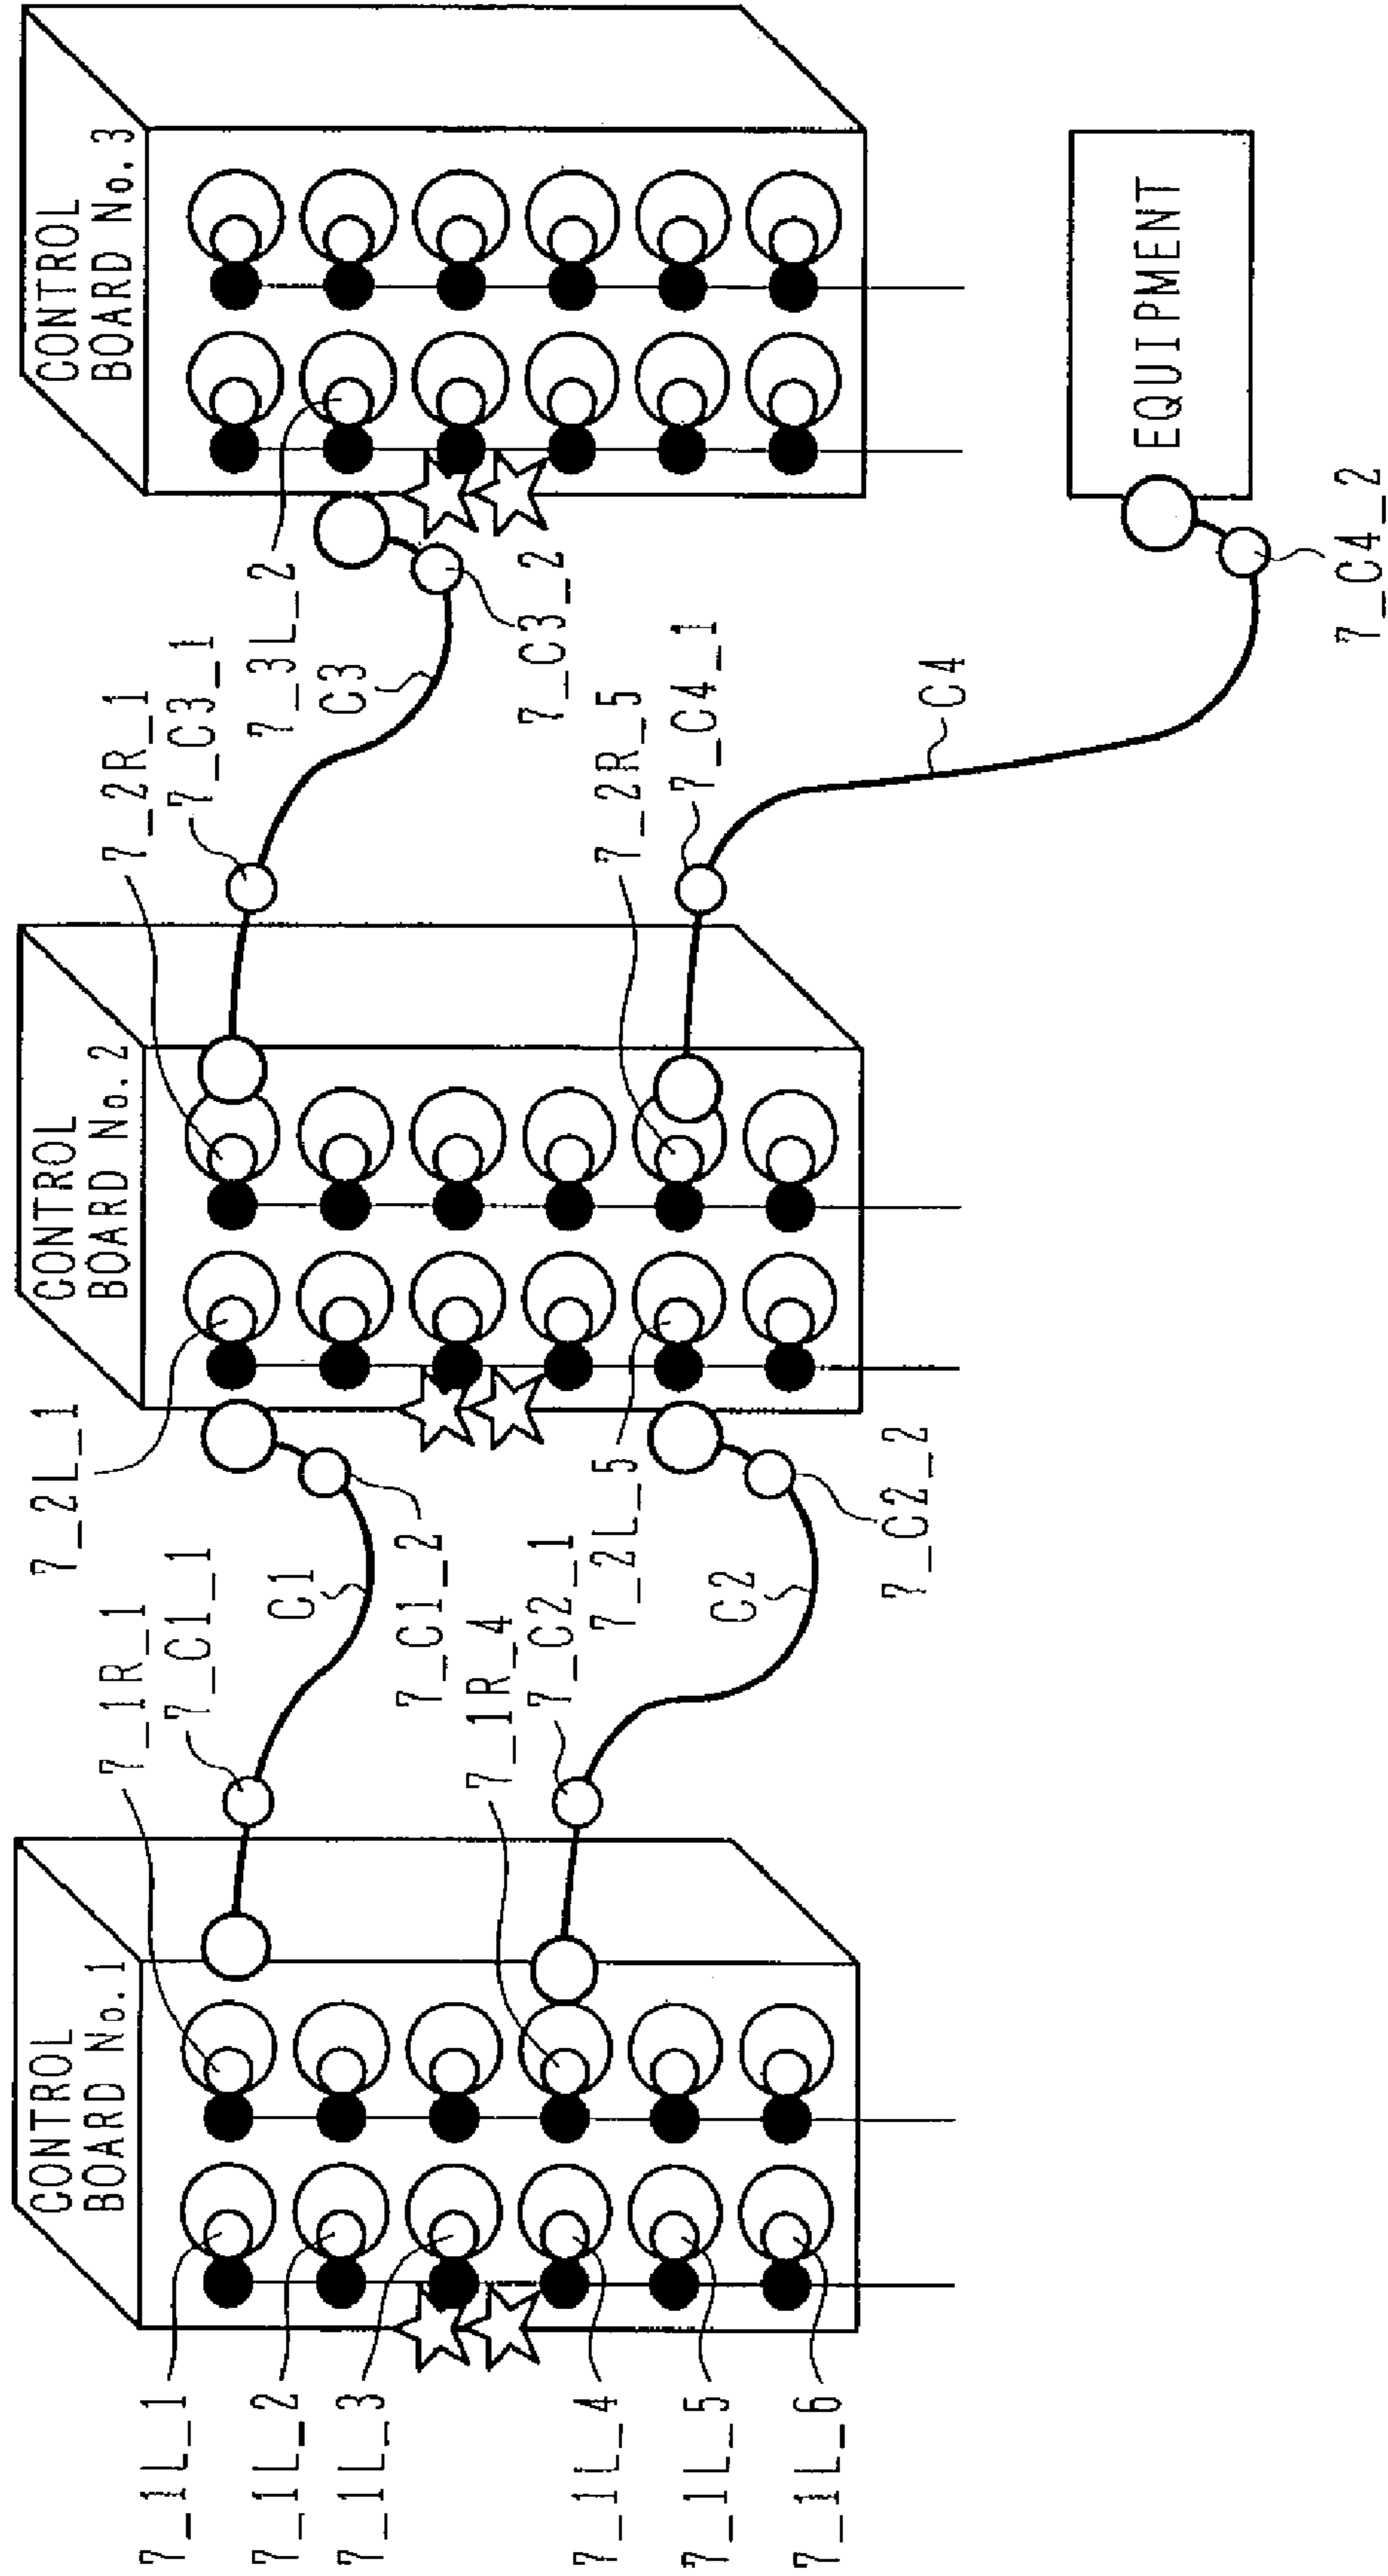 CONTROL
BOARD No.1
CONTROL
BOARD No.2
CONTROL
BOARD No.3
7_1R_1
7_C1_1
C1
7_C1_2
7_1R_4
7_C2_1
7_2L_1
7_2L_5
C2
7_C2_2
7_2R_1
7_C3_1
7_3L_2
C3
7_C3_2
7_2R_5
7_C4_1
C4
7_C4_2
EQUIPMENT
7_1L_1
7_1L_2
7_1L_3
7_1L_4
7_1L_5
7_1L_6